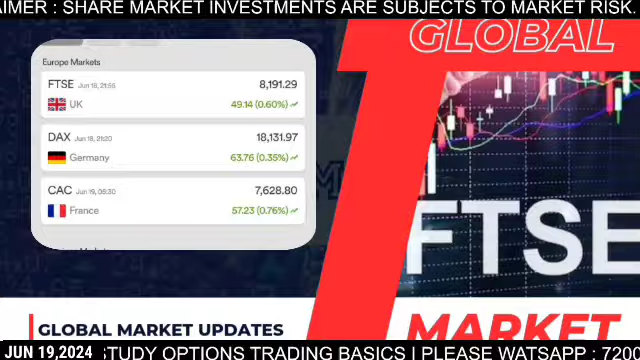 AIMER : SHARE MARKET INVESTMENTS ARE SUBJECTS TO MARKET RISK.
GLOBAL
Europe Markets
FTSE Jun 18, 21:55 8,191.29
UK 49.14 (0.60%)
DAX Jun 18, 21:20 18,131.97
Germany 63.76 (0.35%)
CAC Jun 19, 09:30 7,628.80
France 57.23 (0.76%)
FTSE
GLOBAL MARKET UPDATES
MARKET
JUN 19,2024 STUDY OPTIONS TRADING BASICS | PLEASE WATSAPP : 7200